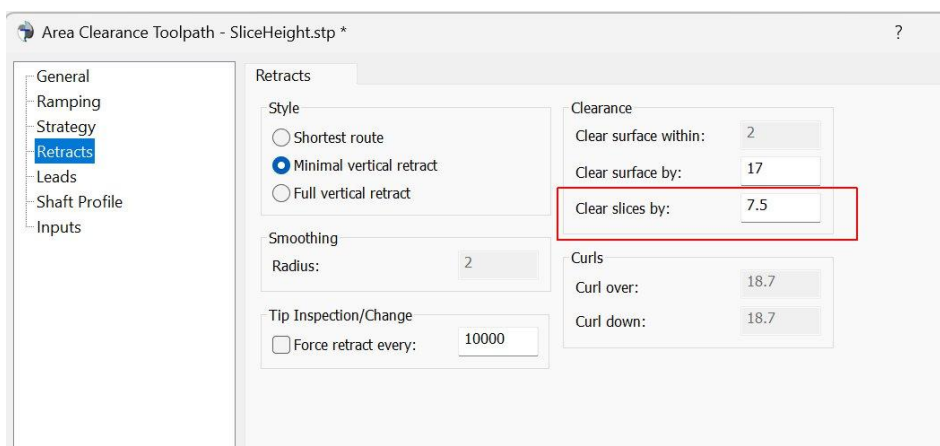 Area Clearance Toolpath - SliceHeight.stp *
?
General
Ramping
Strategy
Retracts
Leads
Shaft Profile
Inputs
Retracts
Style
Shortest route
Minimal vertical retract
Full vertical retract
Smoothing
Radius: 2
Tip Inspection/Change
Force retract every: 10000
Clearance
Clear surface within: 2
Clear surface by: 17
Clear slices by: 7.5
Curls
Curl over: 18.7
Curl down: 18.7